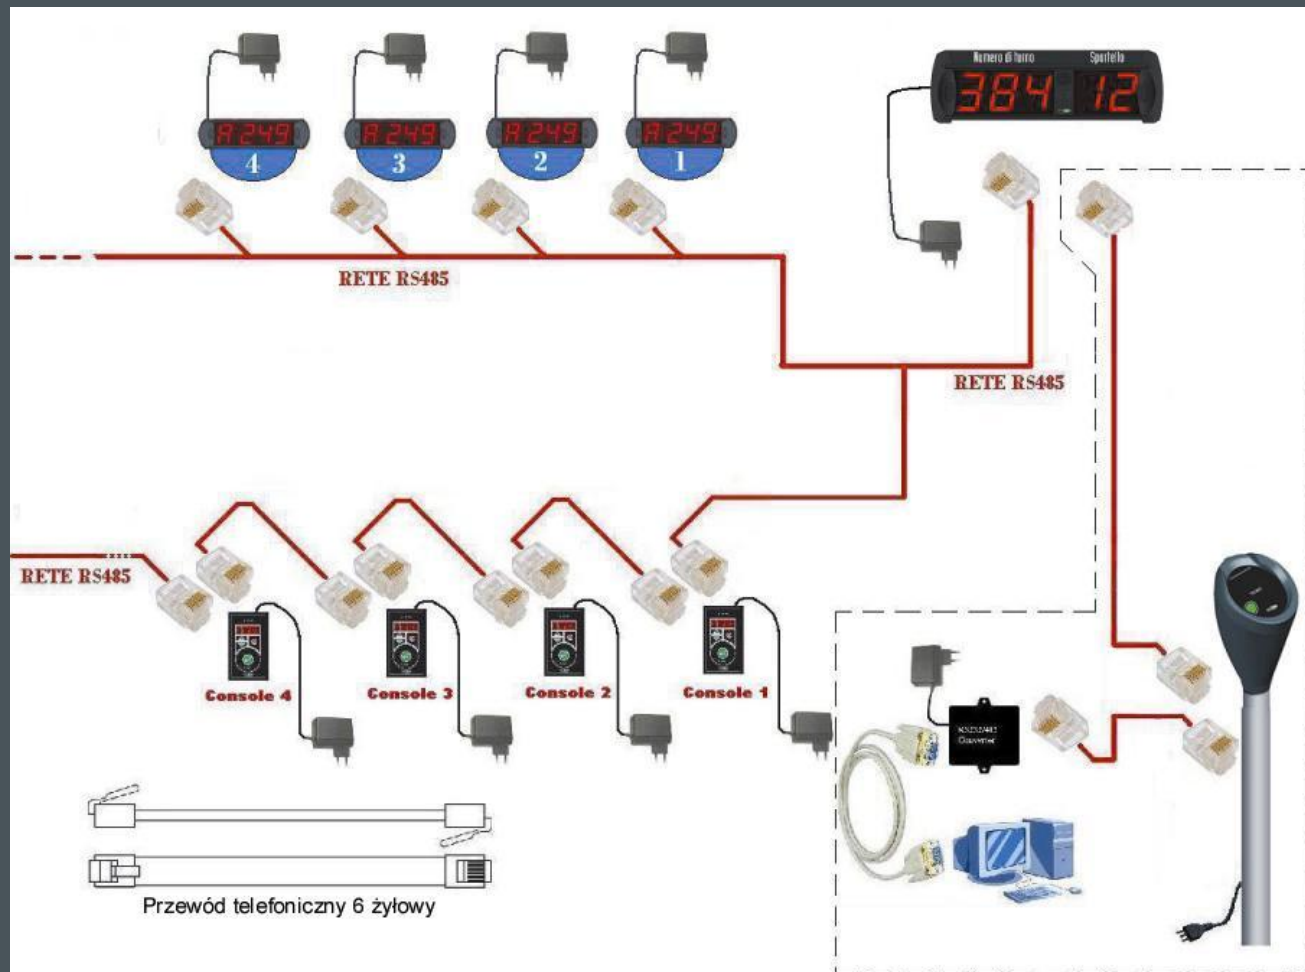 Numero di turno Sportello
384 12
A 249 A 249 A 249 A 249
4 3 2 1
RETE RS485
RETE RS485
RETE RS485
Console 4 Console 3 Console 2 Console 1
Converter
Przewód telefoniczny 6 żyłowy